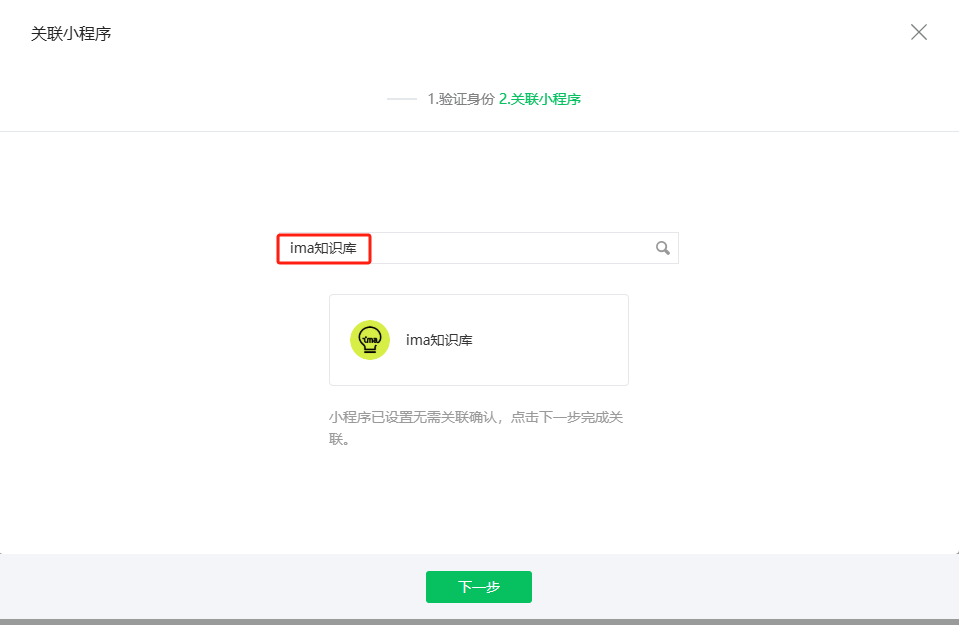 关联小程序
1.验证身份 2.关联小程序
ima知识库
ima
ima知识库
小程序已设置无需关联确认，点击下一步完成关
联。
下一步